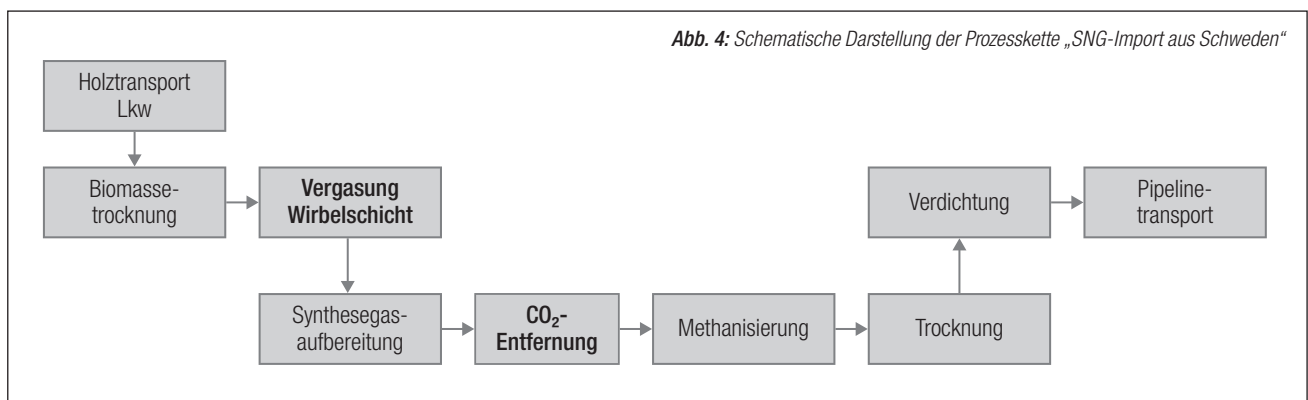 Abb. 4: Schematische Darstellung der Prozesskette „SNG-Import aus Schweden“
Holztransport
Lkw
Biomasse-
trocknung
Vergasung
Wirbelschicht
Synthesegas-
aufbereitung
CO₂-
Entfernung
Methanisierung
Trocknung
Verdichtung
Pipeline-
transport